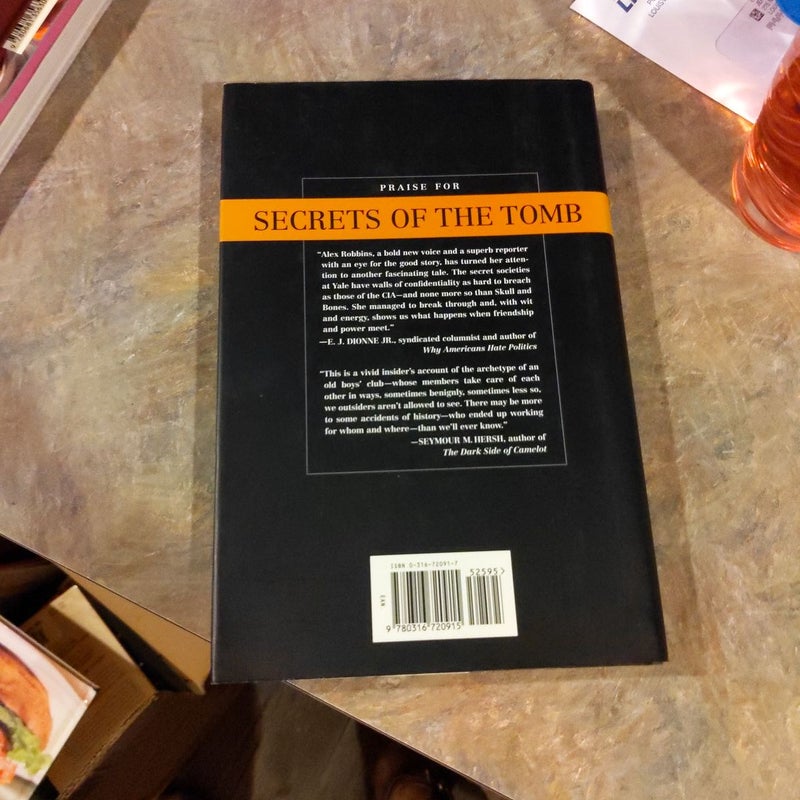 PRAISE FOR
SECRETS OF THE TOMB
"Alex Robbins, a bold new voice and a superb reporter
with an eye for the good story, has turned her atten-
tion to another fascinating tale. The secret societies
at Yale have walls of confidentiality as hard to breach
as those of the CIA—and none more so than Skull and
Bones. She managed to break through and, with wit
and energy, shows us what happens when friendship
and power meet."
—E. J. DIONNE JR., syndicated columnist and author of
Why Americans Hate Politics
"This is a vivid insider's account of the archetype of an
old boys' club—whose members take care of each
other in ways, sometimes benignly, sometimes less so,
we outsiders aren't allowed to see. There may be more
to some accidents of history—who ended up working
for whom and where—than we'll ever know."
—SEYMOUR M. HERSH, author of
The Dark Side of Camelot
ISBN 0-316-72091-7
52595>
EAN
9 780316 720915